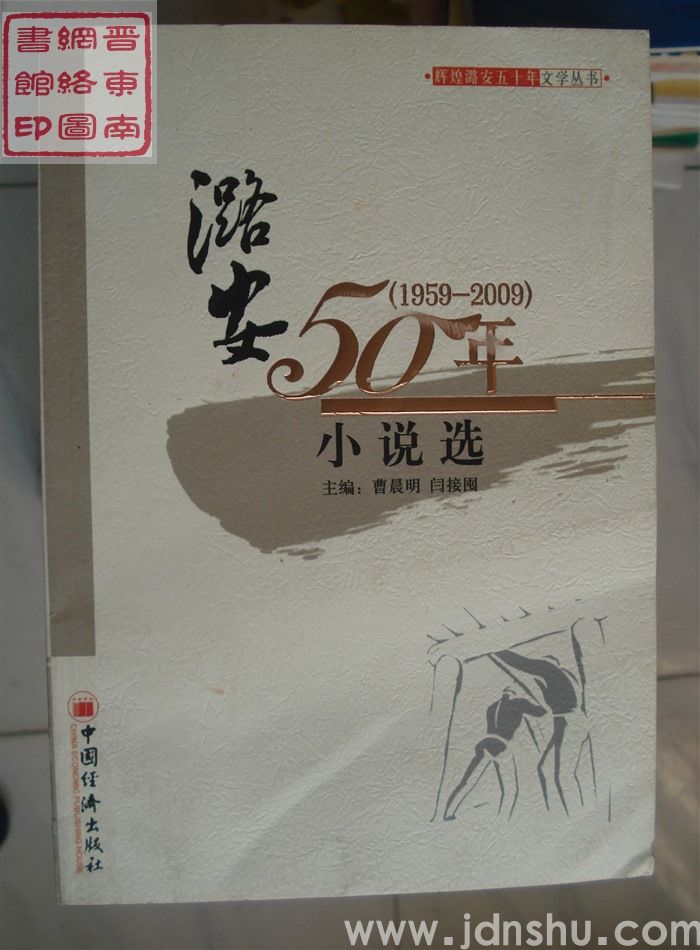 晋东南
網絡圖
書館印
·辉煌潞安五十年文学丛书·
潞安
(1959-2009)
50年
小说选
主编：曹晨明 闫接囤
中国经济出版社
CHINA ECONOMIC PUBLISHING HOUSE
www.jdnshu.com